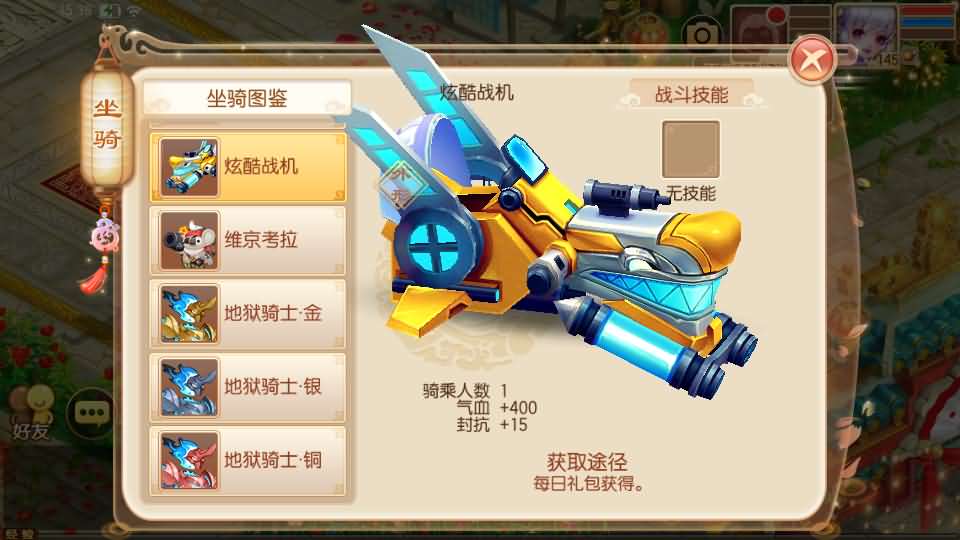 坐骑
坐骑图鉴
炫酷战机
维京考拉
地狱骑士·金
地狱骑士·银
地狱骑士·铜
炫酷战机
战斗技能
无技能
骑乘人数 1
气血 +400
封抗 +15
获取途径
每日礼包获得。
好友
145